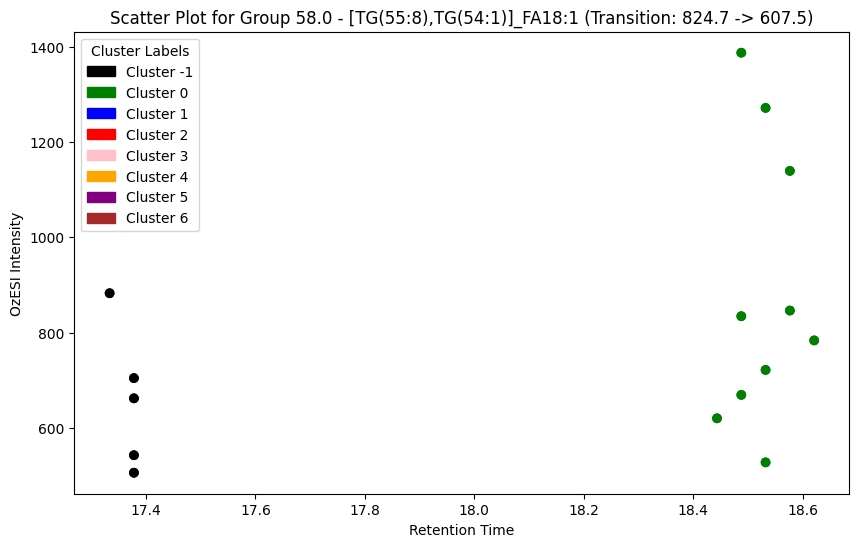 Scatter Plot for Group 58.0 - [TG(55:8),TG(54:1)]_FA18:1 (Transition: 824.7 -> 607.5)
Cluster Labels
Cluster -1
Cluster 0
Cluster 1
Cluster 2
Cluster 3
Cluster 4
Cluster 5
Cluster 6
OzESI Intensity
1400
1200
1000
800
600
17.4 17.6 17.8 18.0 18.2 18.4 18.6
Retention Time